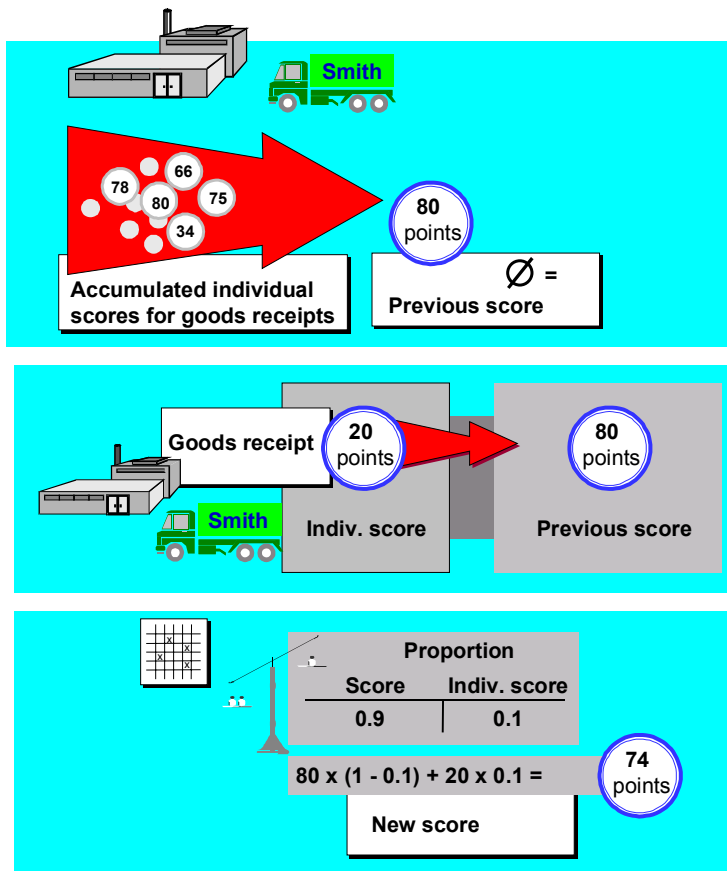 Smith
78
66
80
75
34
80
points
Accumulated individual
scores for goods receipts
Ø =
Previous score
Goods receipt
20
points
80
points
Smith
Indiv. score
Previous score
x
x
x
x
Proportion
Score Indiv. score
0.9 0.1
80 x (1 - 0.1) + 20 x 0.1 =
74
points
New score